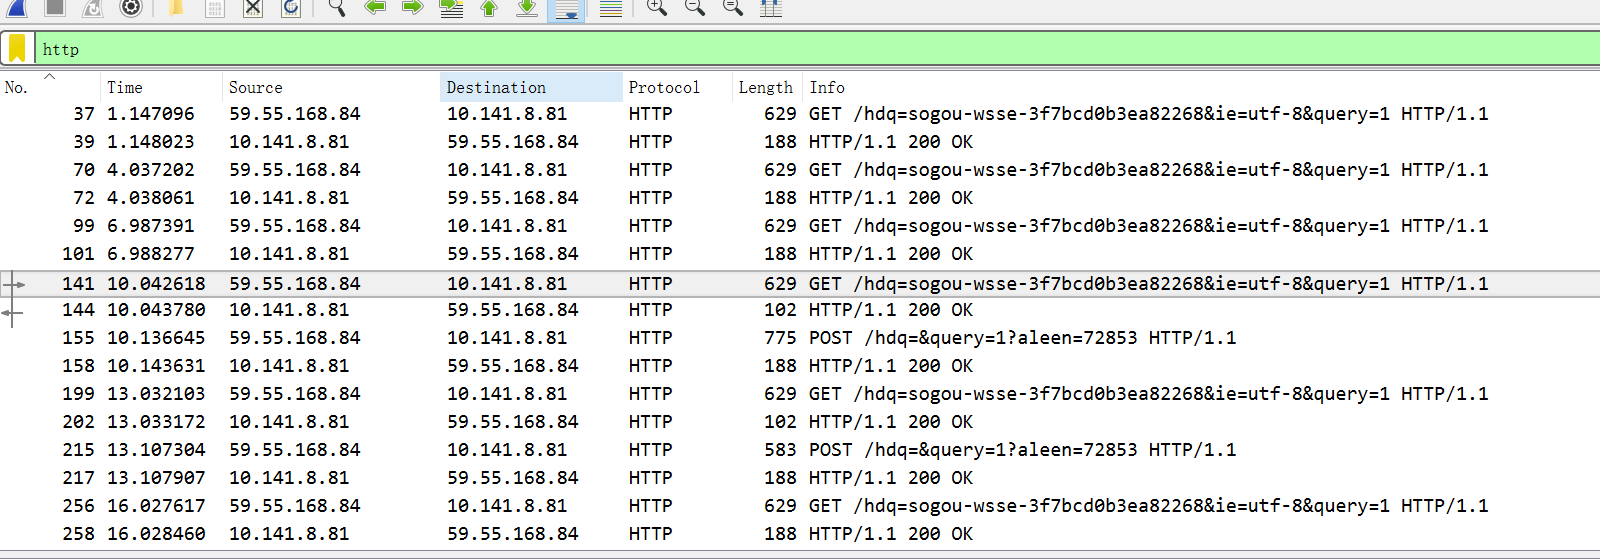 http
No. Time Source Destination Protocol Length Info
37 1.147096 59.55.168.84 10.141.8.81 HTTP 629 GET /hdq=sogou-wsse-3f7bcd0b3ea82268&ie=utf-8&query=1 HTTP/1.1
39 1.148023 10.141.8.81 59.55.168.84 HTTP 188 HTTP/1.1 200 OK
70 4.037202 59.55.168.84 10.141.8.81 HTTP 629 GET /hdq=sogou-wsse-3f7bcd0b3ea82268&ie=utf-8&query=1 HTTP/1.1
72 4.038061 10.141.8.81 59.55.168.84 HTTP 188 HTTP/1.1 200 OK
99 6.987391 59.55.168.84 10.141.8.81 HTTP 629 GET /hdq=sogou-wsse-3f7bcd0b3ea82268&ie=utf-8&query=1 HTTP/1.1
101 6.988277 10.141.8.81 59.55.168.84 HTTP 188 HTTP/1.1 200 OK
141 10.042618 59.55.168.84 10.141.8.81 HTTP 629 GET /hdq=sogou-wsse-3f7bcd0b3ea82268&ie=utf-8&query=1 HTTP/1.1
144 10.043780 10.141.8.81 59.55.168.84 HTTP 102 HTTP/1.1 200 OK
155 10.136645 59.55.168.84 10.141.8.81 HTTP 775 POST /hdq=&query=1?aleen=72853 HTTP/1.1
158 10.143631 10.141.8.81 59.55.168.84 HTTP 188 HTTP/1.1 200 OK
199 13.032103 59.55.168.84 10.141.8.81 HTTP 629 GET /hdq=sogou-wsse-3f7bcd0b3ea82268&ie=utf-8&query=1 HTTP/1.1
202 13.033172 10.141.8.81 59.55.168.84 HTTP 102 HTTP/1.1 200 OK
215 13.107304 59.55.168.84 10.141.8.81 HTTP 583 POST /hdq=&query=1?aleen=72853 HTTP/1.1
217 13.107907 10.141.8.81 59.55.168.84 HTTP 188 HTTP/1.1 200 OK
256 16.027617 59.55.168.84 10.141.8.81 HTTP 629 GET /hdq=sogou-wsse-3f7bcd0b3ea82268&ie=utf-8&query=1 HTTP/1.1
258 16.028460 10.141.8.81 59.55.168.84 HTTP 188 HTTP/1.1 200 OK